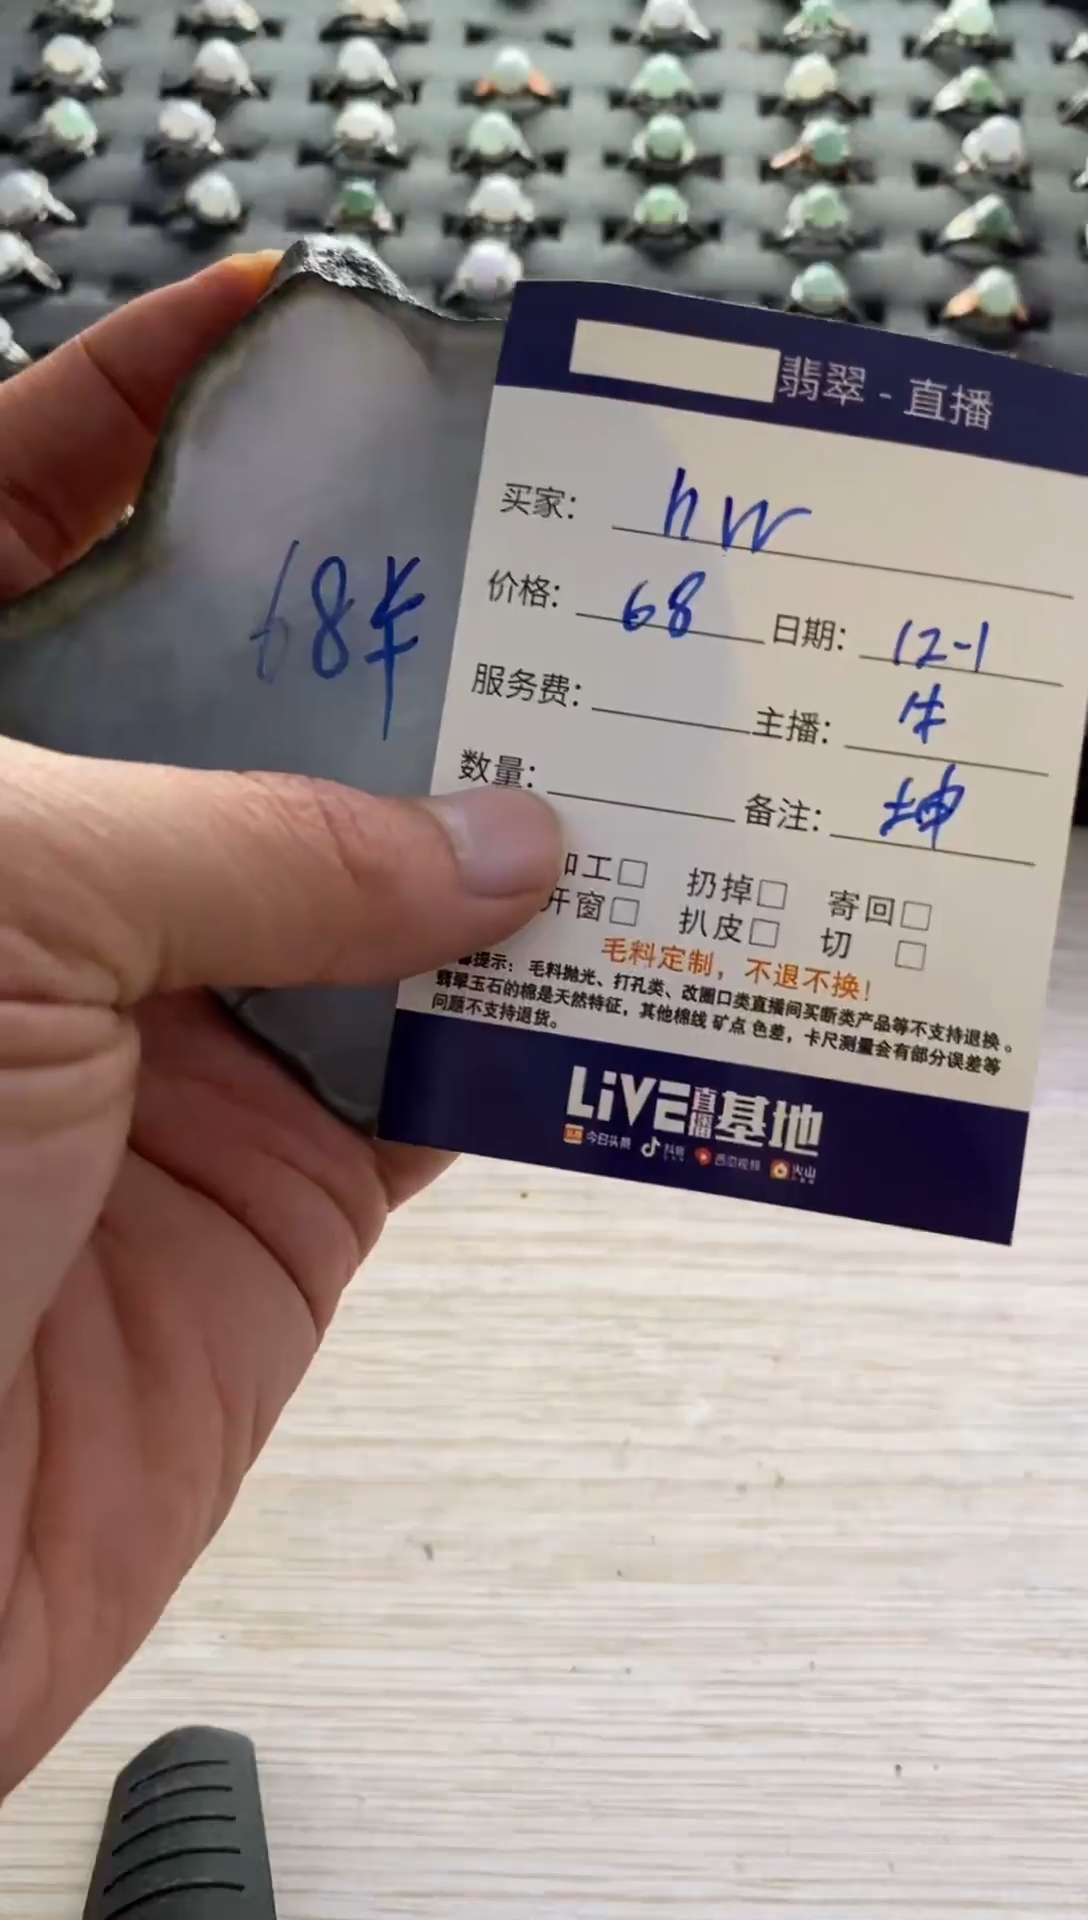 翡翠-直播
买家: hw
68半
价格: 68 日期: 12-1
服务费: 主播: 牛
数量: 备注: 坤
加工□ 扔掉□ 寄回□
开窗□ 扒皮□ 切 □
毛料定制，不退不换！
提示：毛料抛光、打孔类、改圈口类直播间买断类产品等不支持退换。
翡翠玉石的棉是天然特征，其他棉线 矿点 色差，卡尺测量会有部分误差等
问题不支持退货。
LiVE直播基地
今日头条 抖音 西瓜视频 火山